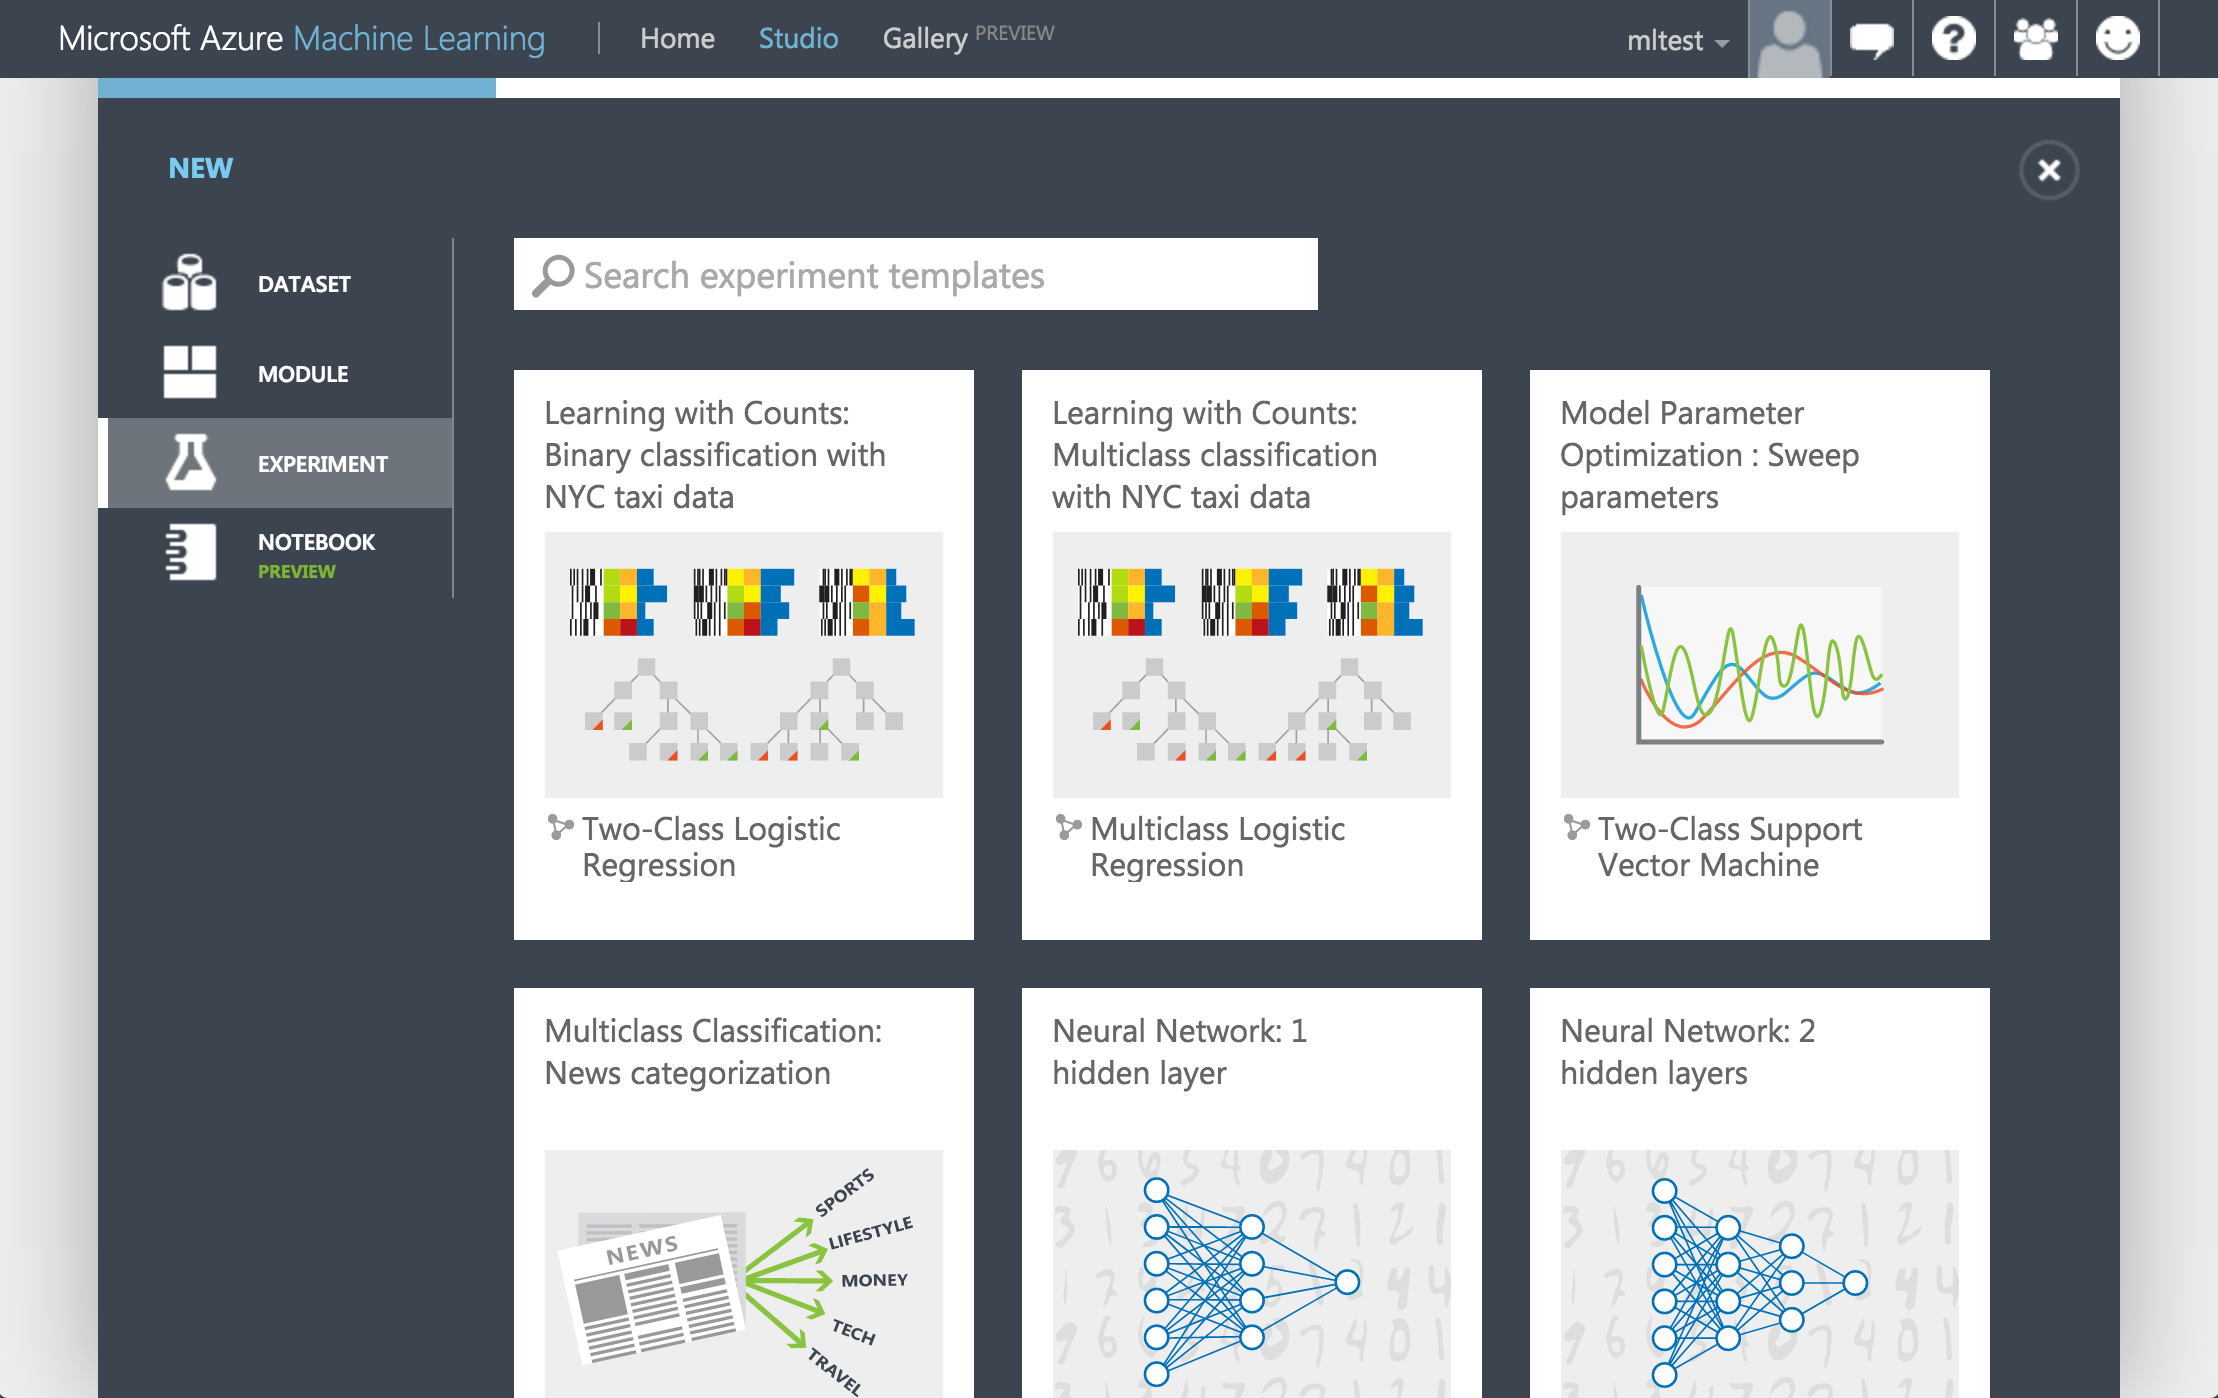 Microsoft Azure Machine Learning
Home
Studio
Gallery PREVIEW
mltest
NEW
DATASET
MODULE
EXPERIMENT
NOTEBOOK
PREVIEW
Search experiment templates
Learning with Counts:
Binary classification with
NYC taxi data
Two-Class Logistic
Regression
Learning with Counts:
Multiclass classification
with NYC taxi data
Multiclass Logistic
Regression
Model Parameter
Optimization : Sweep
parameters
Two-Class Support
Vector Machine
Multiclass Classification:
News categorization
NEWS
SPORTS
LIFESTYLE
MONEY
TECH
TRAVEL
Neural Network: 1
hidden layer
Neural Network: 2
hidden layers